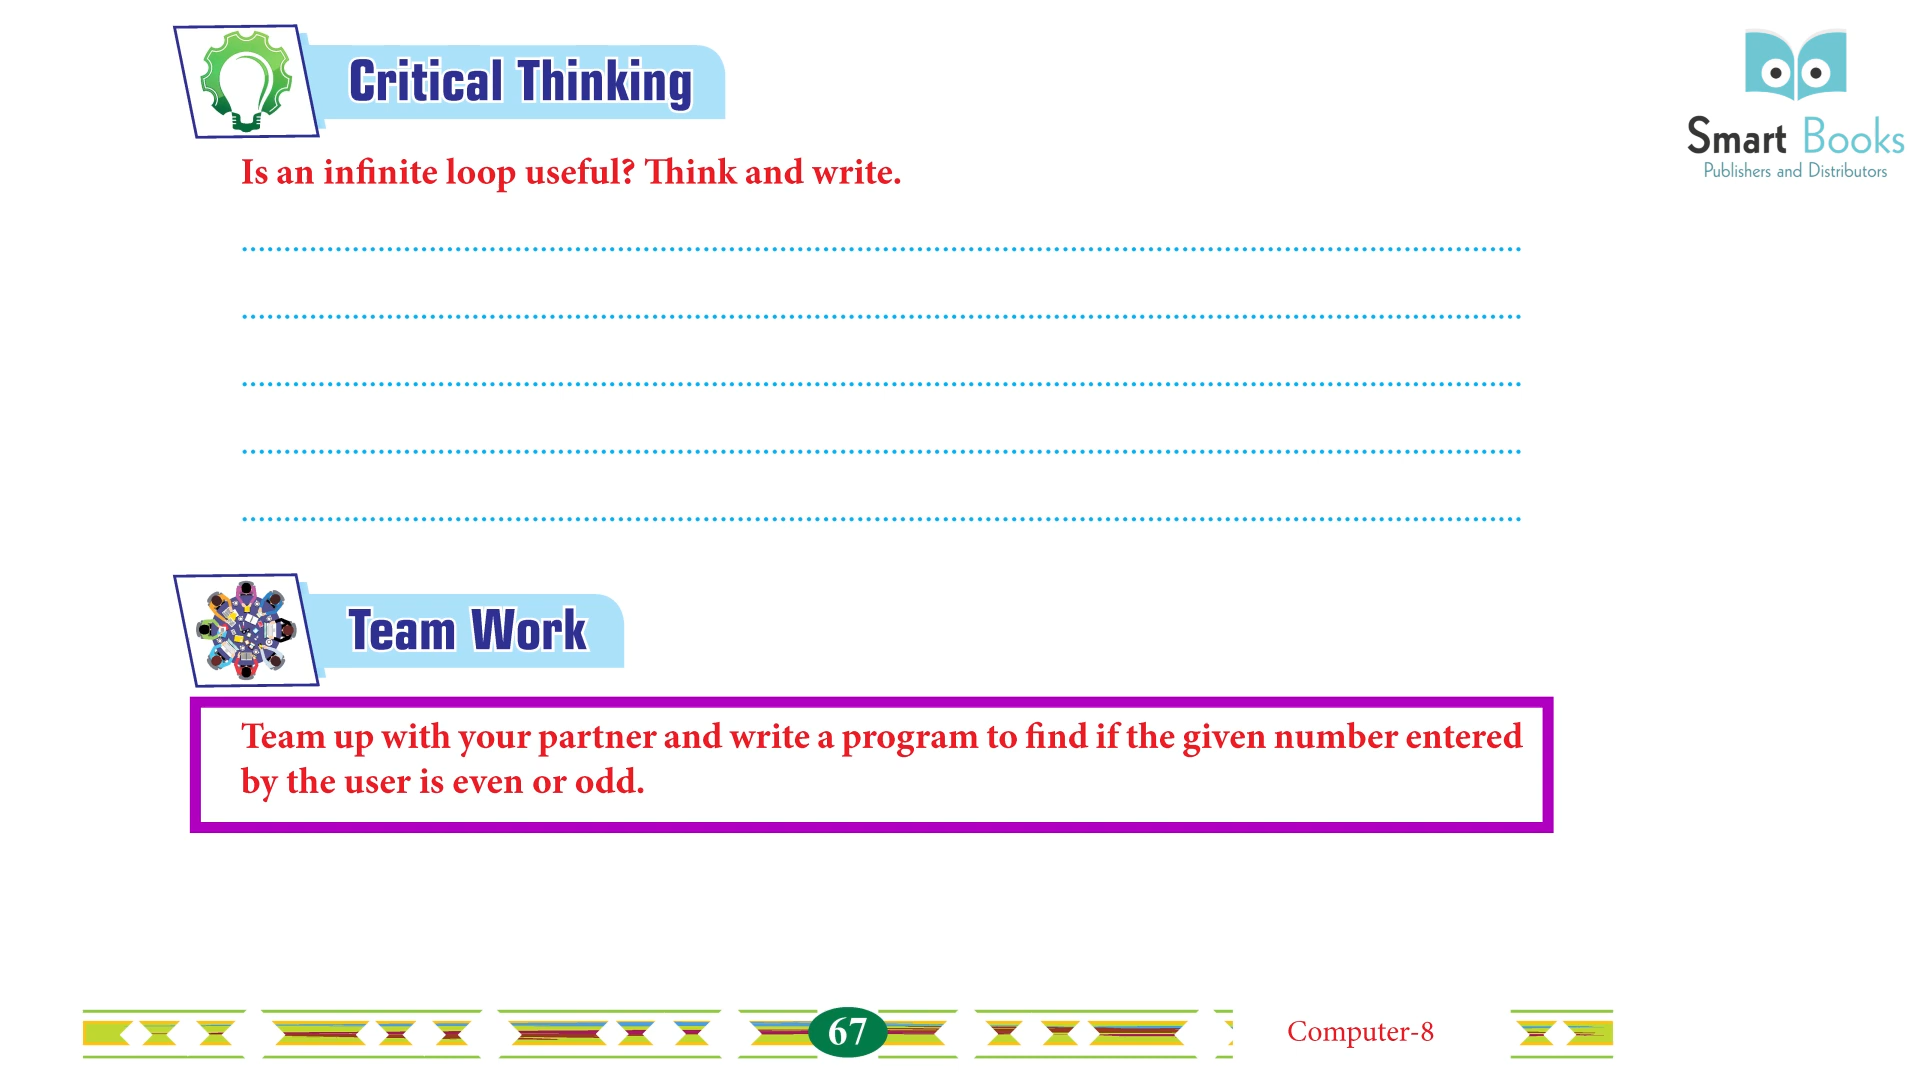 Critical Thinking
Smart Books
Publishers and Distributors
Is an infinite loop useful? Think and write.
Team Work
Team up with your partner and write a program to find if the given number entered
by the user is even or odd.
67
Computer-8